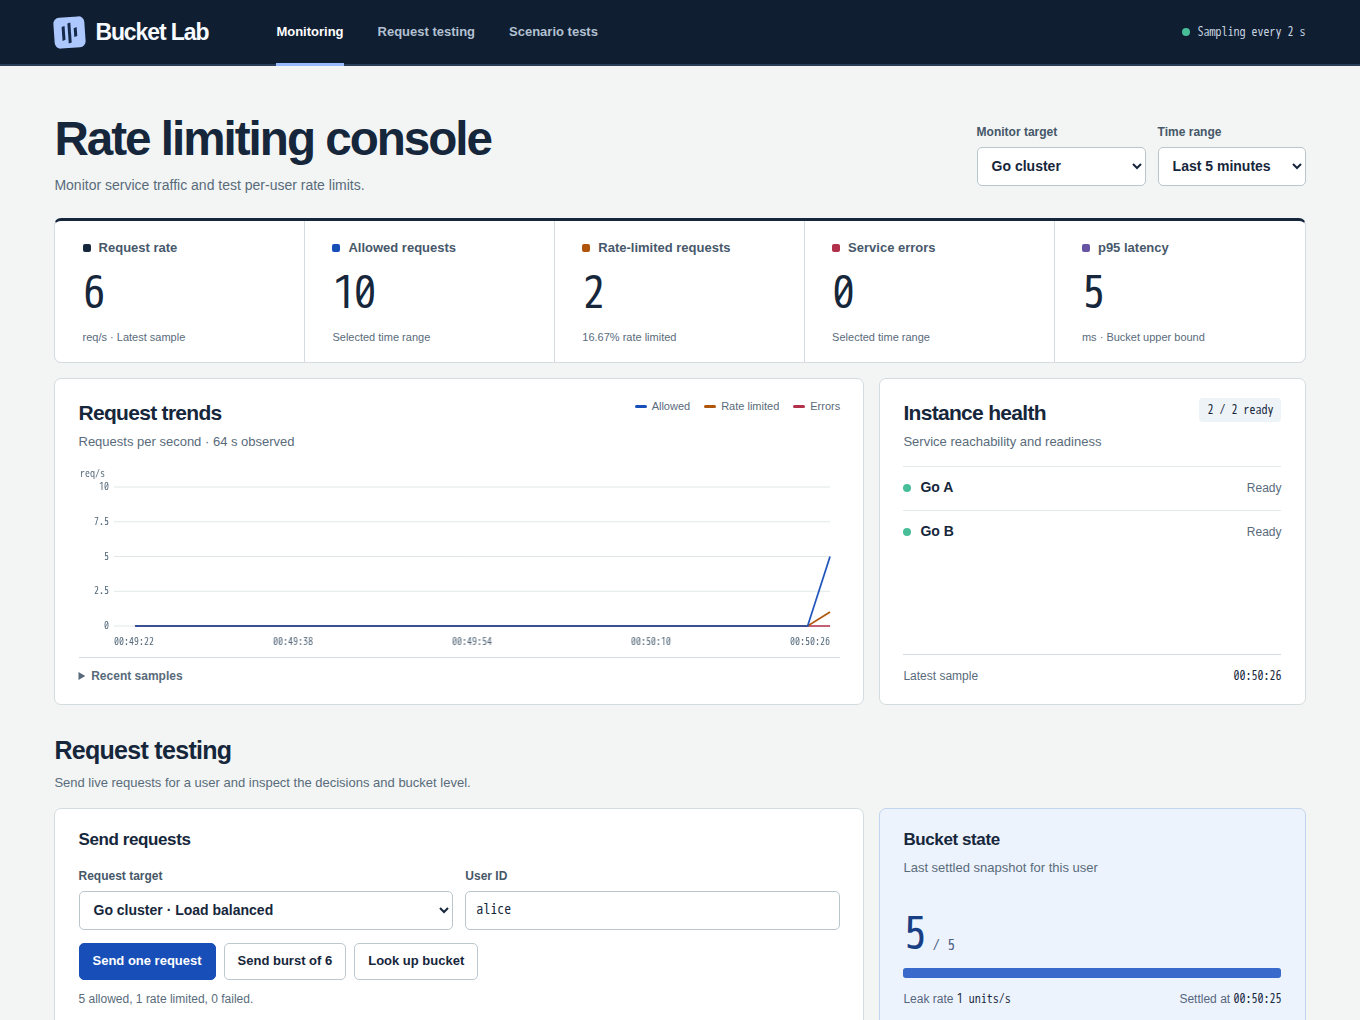 Bucket Lab
Monitoring
Request testing
Scenario tests
Sampling every 2 s
Rate limiting console
Monitor service traffic and test per-user rate limits.
Monitor target
Go cluster
Time range
Last 5 minutes
Request rate
6
req/s · Latest sample
Allowed requests
10
Selected time range
Rate-limited requests
2
16.67% rate limited
Service errors
0
Selected time range
p95 latency
5
ms · Bucket upper bound
Request trends
Requests per second · 64 s observed
Allowed
Rate limited
Errors
req/s
10
7.5
5
2.5
0
00:49:22
00:49:38
00:49:54
00:50:10
00:50:26
Recent samples
Instance health
2 / 2 ready
Service reachability and readiness
Go A
Ready
Go B
Ready
Latest sample
00:50:26
Request testing
Send live requests for a user and inspect the decisions and bucket level.
Send requests
Request target
Go cluster · Load balanced
User ID
alice
Send one request
Send burst of 6
Look up bucket
5 allowed, 1 rate limited, 0 failed.
Bucket state
Last settled snapshot for this user
5 / 5
Leak rate 1 units/s
Settled at 00:50:25